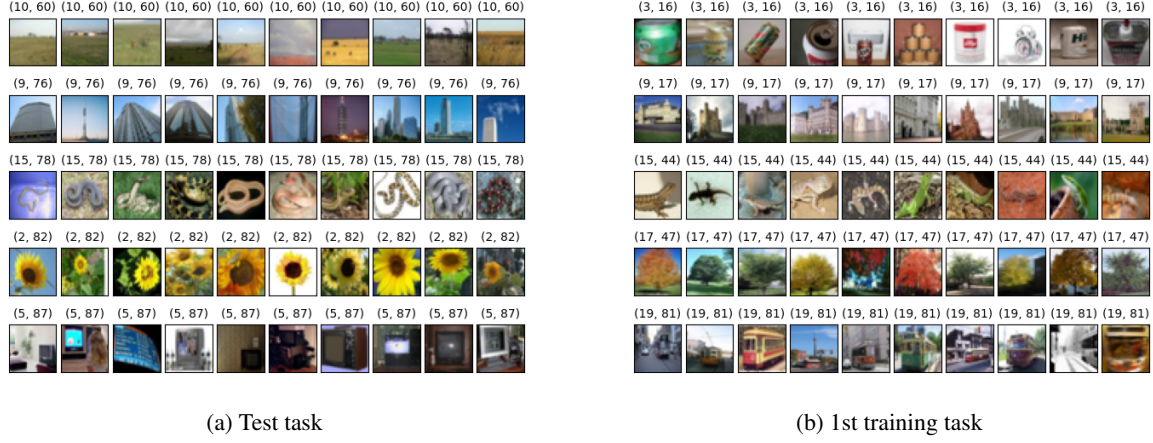 (10, 60) (10, 60) (10, 60) (10, 60) (10, 60) (10, 60) (10, 60) (10, 60) (10, 60) (10, 60)
(9, 76) (9, 76) (9, 76) (9, 76) (9, 76) (9, 76) (9, 76) (9, 76) (9, 76) (9, 76)
(15, 78) (15, 78) (15, 78) (15, 78) (15, 78) (15, 78) (15, 78) (15, 78) (15, 78) (15, 78)
(2, 82) (2, 82) (2, 82) (2, 82) (2, 82) (2, 82) (2, 82) (2, 82) (2, 82) (2, 82)
(5, 87) (5, 87) (5, 87) (5, 87) (5, 87) (5, 87) (5, 87) (5, 87) (5, 87) (5, 87)
(a) Test task
(3, 16) (3, 16) (3, 16) (3, 16) (3, 16) (3, 16) (3, 16) (3, 16) (3, 16) (3, 16)
(9, 17) (9, 17) (9, 17) (9, 17) (9, 17) (9, 17) (9, 17) (9, 17) (9, 17) (9, 17)
(15, 44) (15, 44) (15, 44) (15, 44) (15, 44) (15, 44) (15, 44) (15, 44) (15, 44) (15, 44)
(17, 47) (17, 47) (17, 47) (17, 47) (17, 47) (17, 47) (17, 47) (17, 47) (17, 47) (17, 47)
(19, 81) (19, 81) (19, 81) (19, 81) (19, 81) (19, 81) (19, 81) (19, 81) (19, 81) (19, 81)
(b) 1st training task